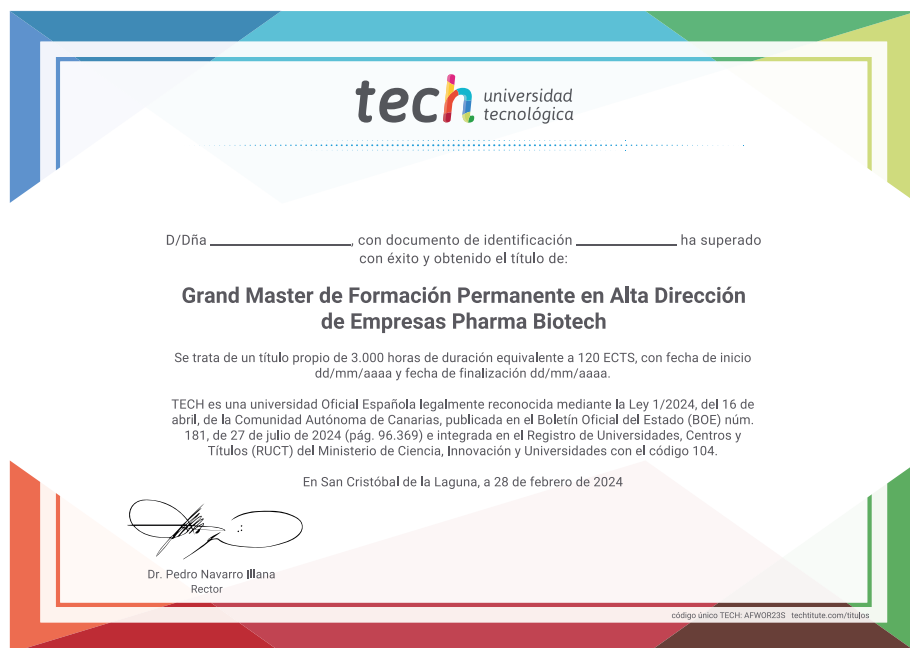 tech universidad
tecnológica
D/Dña ______________, con documento de identificación __________ ha superado
con éxito y obtenido el título de:
Grand Master de Formación Permanente en Alta Dirección
de Empresas Pharma Biotech
Se trata de un título propio de 3.000 horas de duración equivalente a 120 ECTS, con fecha de inicio
dd/mm/aaaa y fecha de finalización dd/mm/aaaa.
TECH es una universidad Oficial Española legalmente reconocida mediante la Ley 1/2024, del 16 de
abril, de la Comunidad Autónoma de Canarias, publicada en el Boletín Oficial del Estado (BOE) núm.
181, de 27 de julio de 2024 (pág. 96.369) e integrada en el Registro de Universidades, Centros y
Títulos (RUCT) del Ministerio de Ciencia, Innovación y Universidades con el código 104.
En San Cristóbal de la Laguna, a 28 de febrero de 2024
Dr. Pedro Navarro Illana
Rector
código único TECH: AFWOR23S techtitute.com/titulos